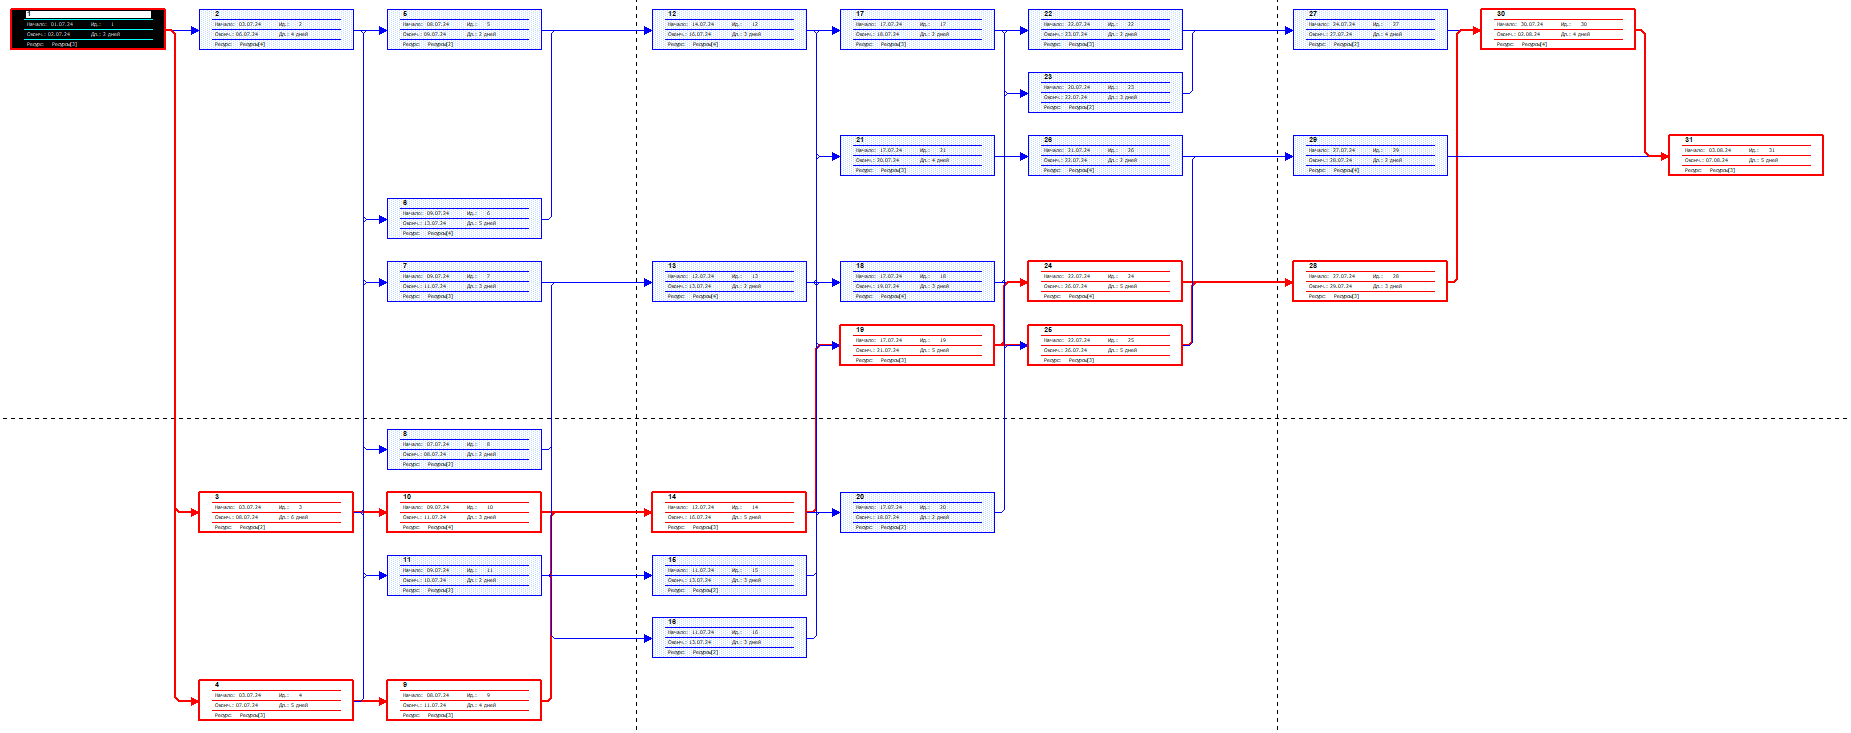 1
Начало: 01.07.24 Ид.: 1
Оконч.: 02.07.24 Дл.: 2 дней
Ресурс: Ресурсы[3]
2
Начало: 03.07.24 Ид.: 2
Оконч.: 06.07.24 Дл.: 4 дней
Ресурс: Ресурсы[4]
5
Начало: 08.07.24 Ид.: 5
Оконч.: 09.07.24 Дл.: 2 дней
Ресурс: Ресурсы[2]
12
Начало: 14.07.24 Ид.: 12
Оконч.: 16.07.24 Дл.: 3 дней
Ресурс: Ресурсы[4]
17
Начало: 17.07.24 Ид.: 17
Оконч.: 18.07.24 Дл.: 2 дней
Ресурс: Ресурсы[3]
22
Начало: 22.07.24 Ид.: 22
Оконч.: 23.07.24 Дл.: 2 дней
Ресурс: Ресурсы[3]
27
Начало: 24.07.24 Ид.: 27
Оконч.: 27.07.24 Дл.: 4 дней
Ресурс: Ресурсы[2]
30
Начало: 30.07.24 Ид.: 30
Оконч.: 02.08.24 Дл.: 4 дней
Ресурс: Ресурсы[4]
23
Начало: 20.07.24 Ид.: 23
Оконч.: 22.07.24 Дл.: 3 дней
Ресурс: Ресурсы[2]
21
Начало: 17.07.24 Ид.: 21
Оконч.: 20.07.24 Дл.: 4 дней
Ресурс: Ресурсы[3]
26
Начало: 21.07.24 Ид.: 26
Оконч.: 22.07.24 Дл.: 2 дней
Ресурс: Ресурсы[4]
29
Начало: 27.07.24 Ид.: 29
Оконч.: 28.07.24 Дл.: 2 дней
Ресурс: Ресурсы[4]
31
Начало: 03.08.24 Ид.: 31
Оконч.: 07.08.24 Дл.: 5 дней
Ресурс: Ресурсы[3]
6
Начало: 09.07.24 Ид.: 6
Оконч.: 13.07.24 Дл.: 5 дней
Ресурс: Ресурсы[4]
7
Начало: 09.07.24 Ид.: 7
Оконч.: 11.07.24 Дл.: 3 дней
Ресурс: Ресурсы[3]
13
Начало: 12.07.24 Ид.: 13
Оконч.: 13.07.24 Дл.: 2 дней
Ресурс: Ресурсы[4]
18
Начало: 17.07.24 Ид.: 18
Оконч.: 19.07.24 Дл.: 3 дней
Ресурс: Ресурсы[4]
24
Начало: 22.07.24 Ид.: 24
Оконч.: 26.07.24 Дл.: 5 дней
Ресурс: Ресурсы[4]
28
Начало: 27.07.24 Ид.: 28
Оконч.: 29.07.24 Дл.: 3 дней
Ресурс: Ресурсы[3]
19
Начало: 17.07.24 Ид.: 19
Оконч.: 21.07.24 Дл.: 5 дней
Ресурс: Ресурсы[3]
25
Начало: 22.07.24 Ид.: 25
Оконч.: 26.07.24 Дл.: 5 дней
Ресурс: Ресурсы[3]
8
Начало: 07.07.24 Ид.: 8
Оконч.: 08.07.24 Дл.: 2 дней
Ресурс: Ресурсы[2]
3
Начало: 03.07.24 Ид.: 3
Оконч.: 08.07.24 Дл.: 6 дней
Ресурс: Ресурсы[2]
10
Начало: 09.07.24 Ид.: 10
Оконч.: 11.07.24 Дл.: 3 дней
Ресурс: Ресурсы[4]
14
Начало: 12.07.24 Ид.: 14
Оконч.: 16.07.24 Дл.: 5 дней
Ресурс: Ресурсы[3]
20
Начало: 17.07.24 Ид.: 20
Оконч.: 18.07.24 Дл.: 2 дней
Ресурс: Ресурсы[2]
11
Начало: 09.07.24 Ид.: 11
Оконч.: 10.07.24 Дл.: 2 дней
Ресурс: Ресурсы[2]
15
Начало: 11.07.24 Ид.: 15
Оконч.: 13.07.24 Дл.: 3 дней
Ресурс: Ресурсы[2]
16
Начало: 11.07.24 Ид.: 16
Оконч.: 13.07.24 Дл.: 3 дней
Ресурс: Ресурсы[2]
4
Начало: 03.07.24 Ид.: 4
Оконч.: 07.07.24 Дл.: 5 дней
Ресурс: Ресурсы[3]
9
Начало: 08.07.24 Ид.: 9
Оконч.: 11.07.24 Дл.: 4 дней
Ресурс: Ресурсы[3]